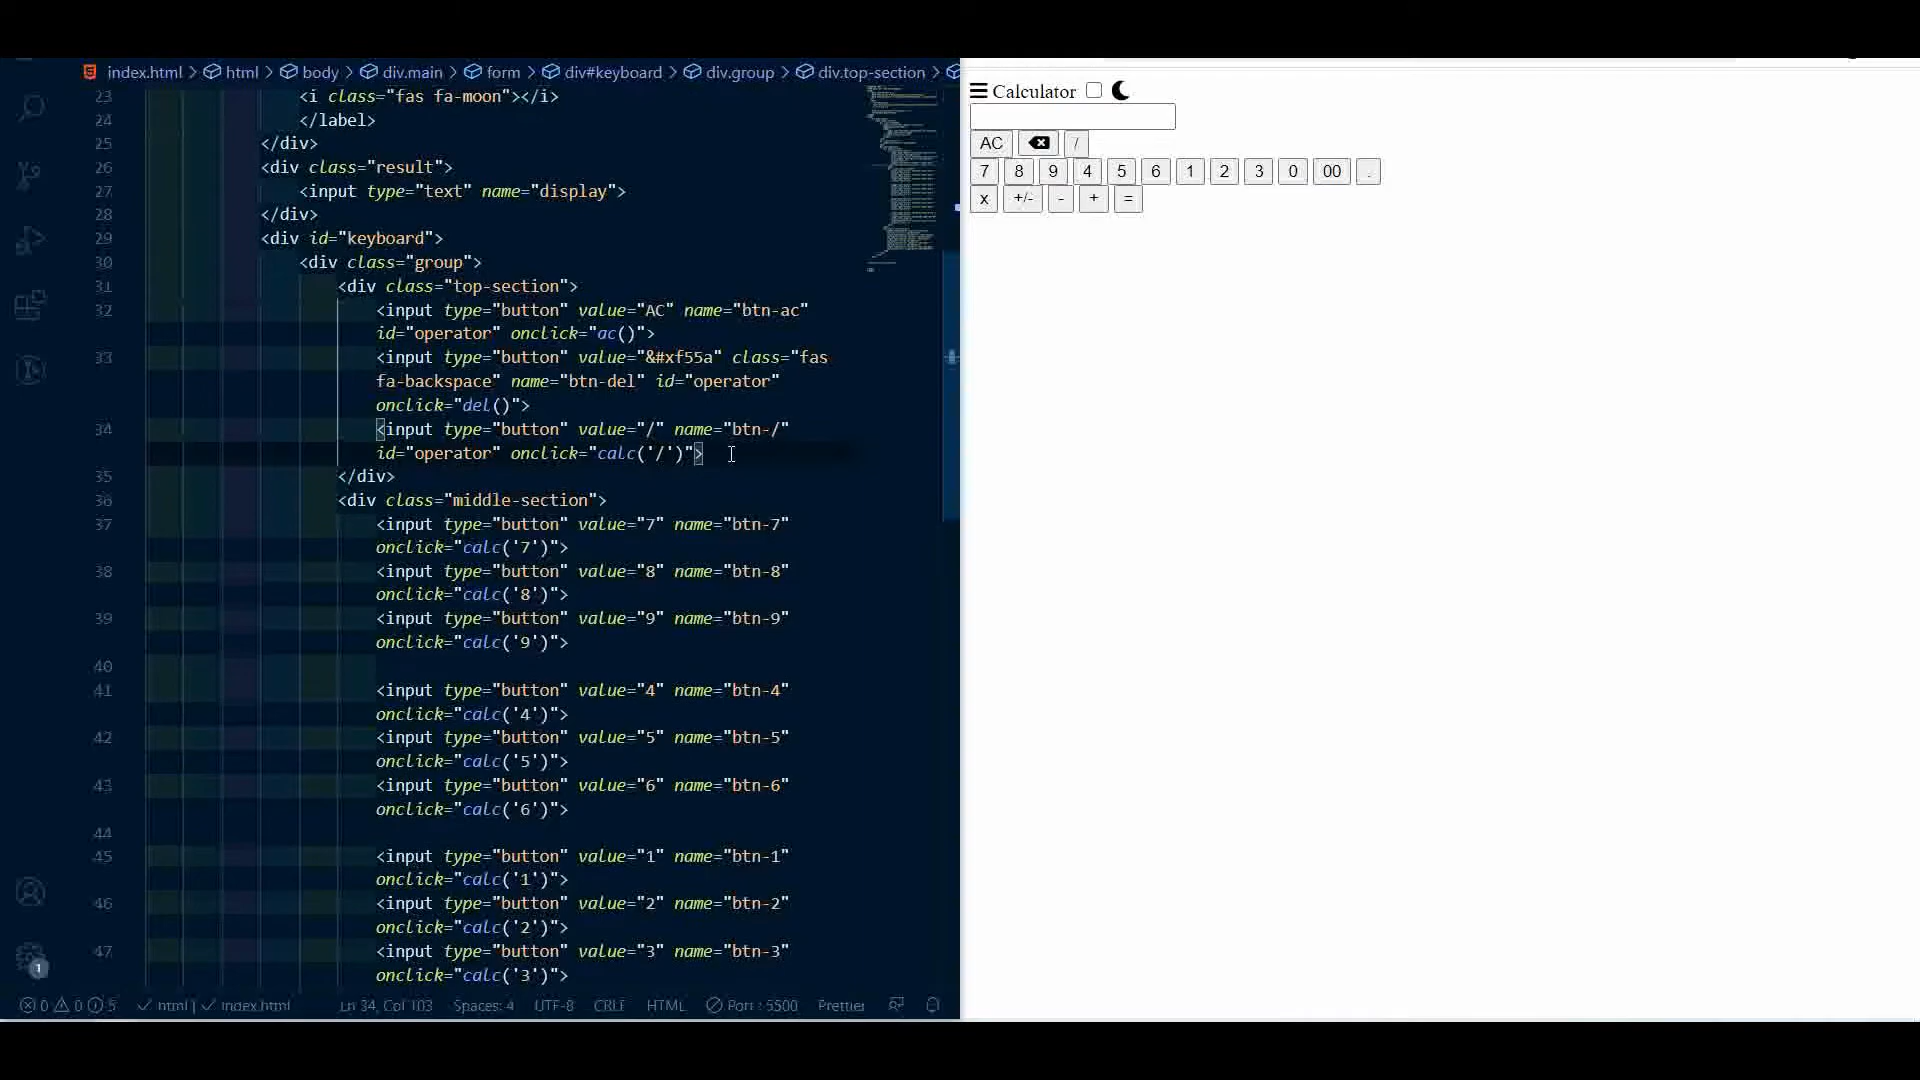 index.html > html > body > div.main > form > div#keyboard > div.group > div.top-section >
23 <i class="fas fa-moon"></i>
24 </label>
25 </div>
26 <div class="result">
27 <input type="text" name="display">
28 </div>
29 <div id="keyboard">
30 <div class="group">
31 <div class="top-section">
32 <input type="button" value="AC" name="btn-ac"
id="operator" onclick="ac()">
33 <input type="button" value="&#xf55a" class="fas
fa-backspace" name="btn-del" id="operator"
onclick="del()">
34 <input type="button" value="/" name="btn-/"
id="operator" onclick="calc('/')">
35 </div>
36 <div class="middle-section">
37 <input type="button" value="7" name="btn-7"
onclick="calc('7')">
38 <input type="button" value="8" name="btn-8"
onclick="calc('8')">
39 <input type="button" value="9" name="btn-9"
onclick="calc('9')">
40
41 <input type="button" value="4" name="btn-4"
onclick="calc('4')">
42 <input type="button" value="5" name="btn-5"
onclick="calc('5')">
43 <input type="button" value="6" name="btn-6"
onclick="calc('6')">
44
45 <input type="button" value="1" name="btn-1"
onclick="calc('1')">
46 <input type="button" value="2" name="btn-2"
onclick="calc('2')">
47 <input type="button" value="3" name="btn-3"
onclick="calc('3')">
1
0 0 5 html | index.html Ln 34, Col 103 Spaces: 4 UTF-8 CRLF HTML Port : 5500 Prettier
Calculator
AC /
7 8 9 4 5 6 1 2 3 0 00 .
x +/- - + =